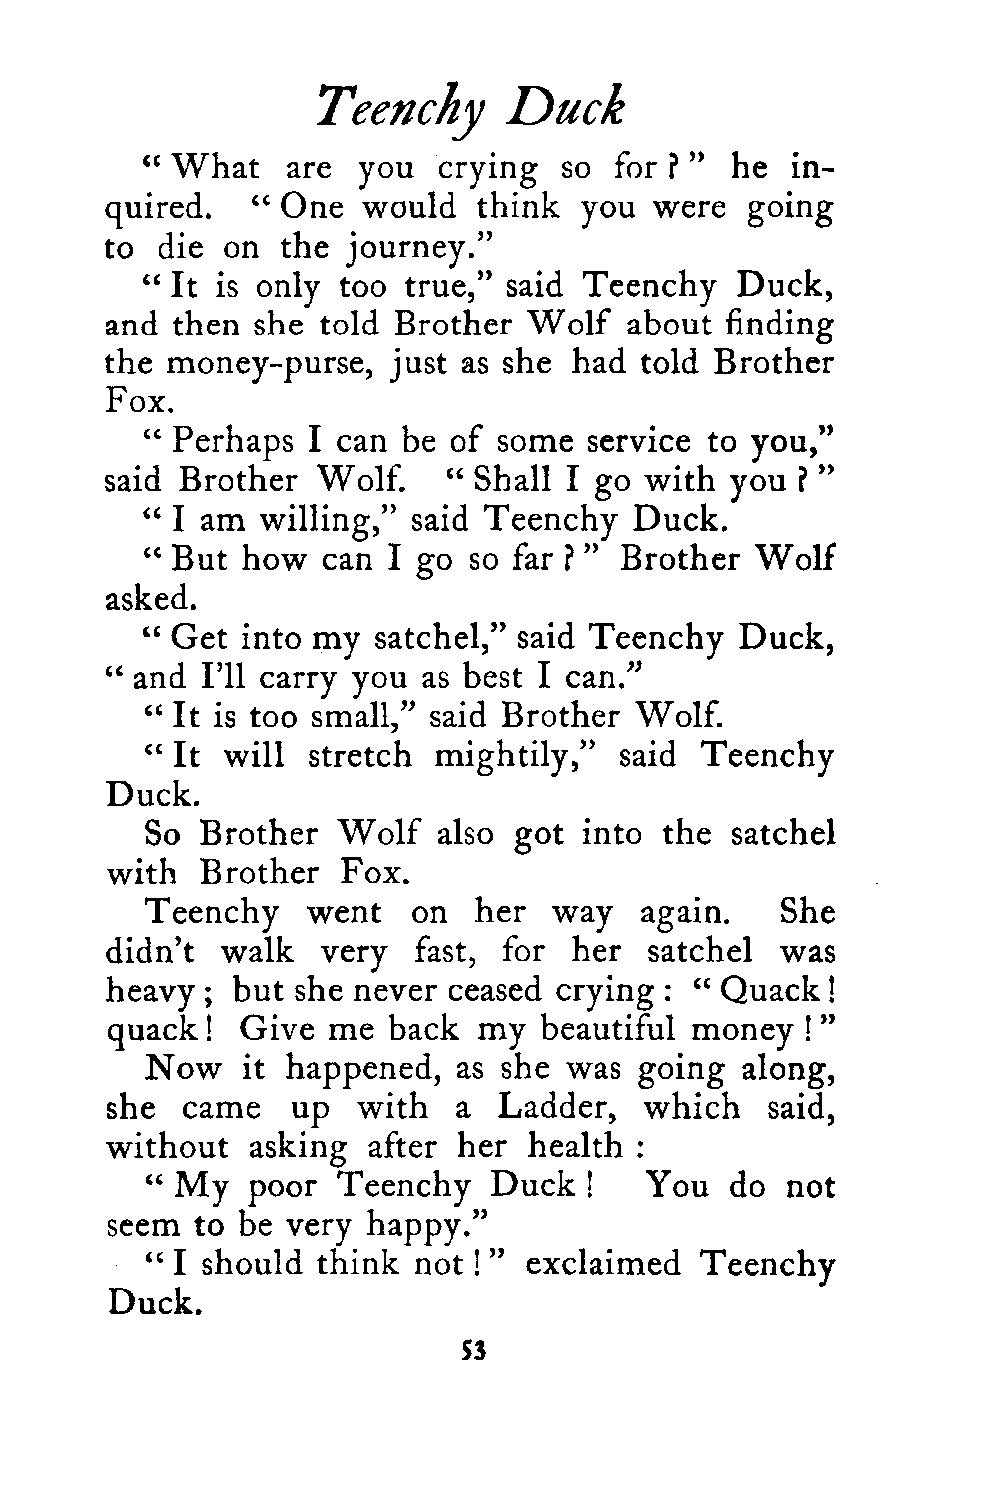 Teenchy Duck
“ What are you crying so for ? ” he in-
quired. “ One would think you were going
to die on the journey.”
“ It is only too true,” said Teenchy Duck,
and then she told Brother Wolf about finding
the money-purse, just as she had told Brother
Fox.
“ Perhaps I can be of some service to you,”
said Brother Wolf. “ Shall I go with you ? ”
“ I am willing,” said Teenchy Duck.
“ But how can I go so far ? ” Brother Wolf
asked.
“ Get into my satchel,” said Teenchy Duck,
“ and I’ll carry you as best I can.”
“ It is too small,” said Brother Wolf.
“ It will stretch mightily,” said Teenchy
Duck.
So Brother Wolf also got into the satchel
with Brother Fox.
Teenchy went on her way again. She
didn’t walk very fast, for her satchel was
heavy ; but she never ceased crying : “ Quack !
quack ! Give me back my beautiful money ! ”
Now it happened, as she was going along,
she came up with a Ladder, which said,
without asking after her health :
“ My poor Teenchy Duck ! You do not
seem to be very happy.”
“ I should think not ! ” exclaimed Teenchy
Duck.
53